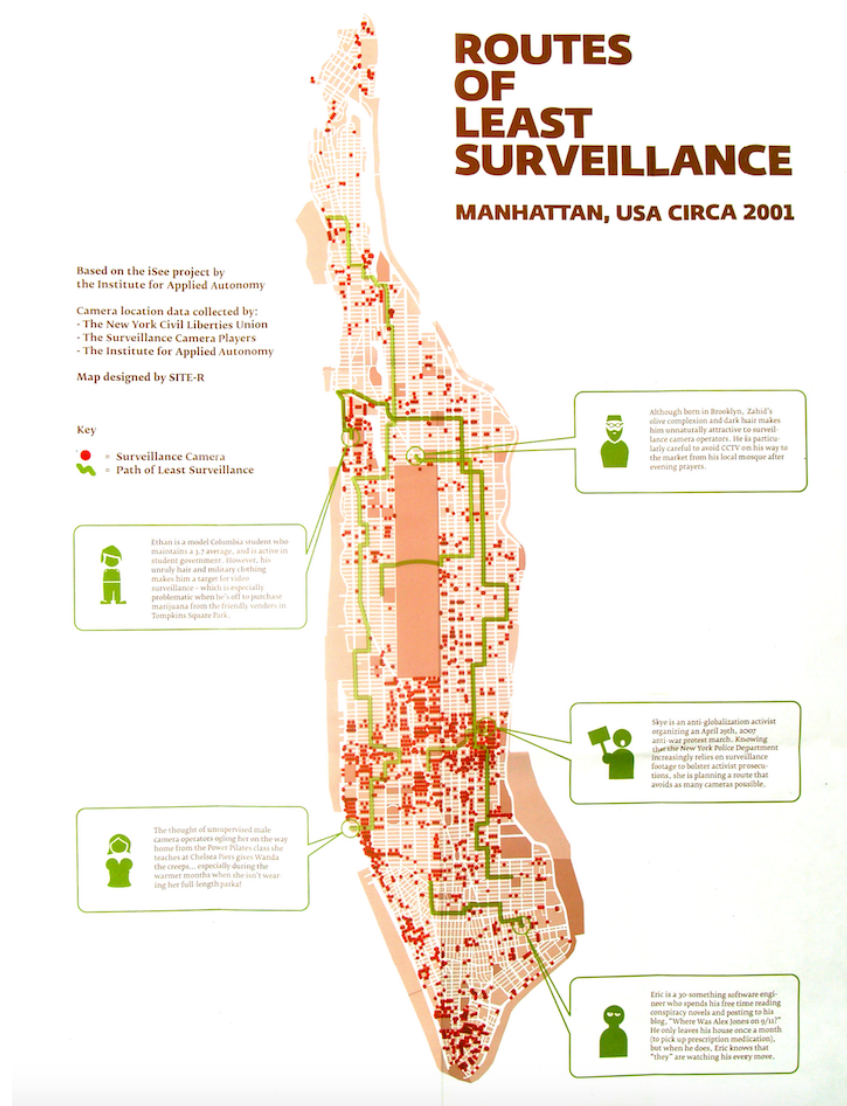 ROUTES
OF
LEAST
SURVEILLANCE
MANHATTAN, USA CIRCA 2001
Based on the iSee project by
the Institute for Applied Autonomy
Camera location data collected by:
- The New York Civil Liberties Union
- The Surveillance Camera Players
- The Institute for Applied Autonomy
Map designed by SITE-R
Key
= Surveillance Camera
= Path of Least Surveillance
Although born in Brooklyn, Zahid's
olive complexion and dark hair makes
him unnaturally attractive to surveil-
lance camera operators. He is particu-
larly careful to avoid CCTV on his way to
the market from his local mosque after
evening prayers.
Ethan is a model Columbia student who
maintains a 3.7 average, and is active in
student government. However, his
unruly hair and military clothing
makes him a target for video
surveillance - which is especially
problematic when he's off to purchase
marijuana from the friendly vendors in
Tompkins Square Park.
Skye is an anti-globalization activist
organizing an April 29th, 2007
anti-war protest march. Knowing
that the New York Police Department
increasingly relies on surveillance
footage to bolster activist prosecu-
tions, she is planning a route that
avoids as many cameras possible.
The thought of unsupervised male
camera operators ogling her on the way
home from the Power Pilates class she
teaches at Chelsea Piers gives Wanda
the creeps... especially during the
warmer months when she isn't wear-
ing her full-length parka!
Eric is a 30-something software engi-
neer who spends his free time reading
conspiracy novels and posting to his
blog, "Where Was Alex Jones on 9/11?"
He only leaves his house once a month
(to pick up prescription medication),
but when he does, Eric knows that
"they" are watching his every move.